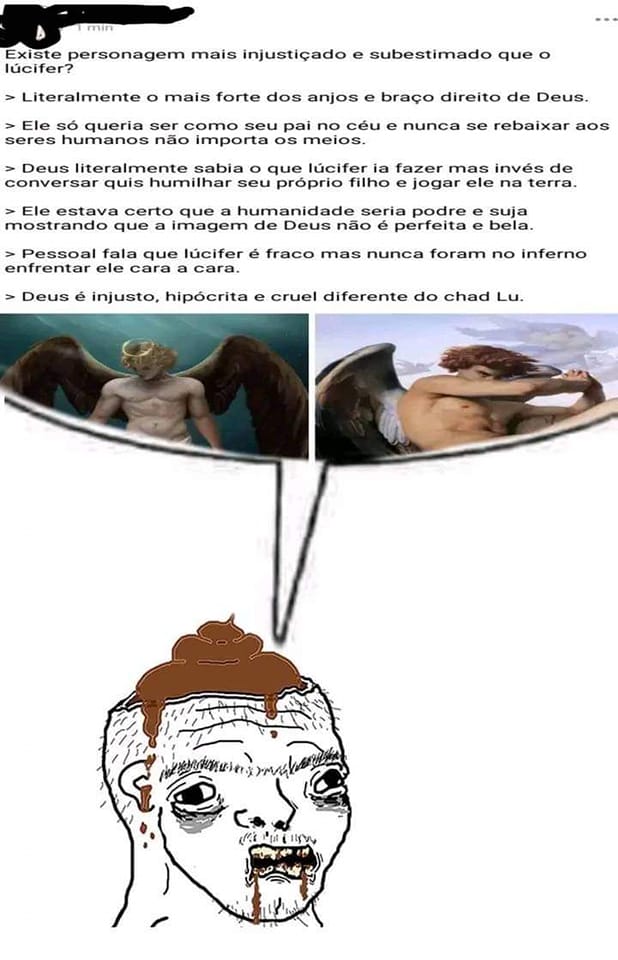 1 min
Existe personagem mais injustiçado e subestimado que o
lúcifer?
> Literalmente o mais forte dos anjos e braço direito de Deus.
> Ele só queria ser como seu pai no céu e nunca se rebaixar aos
seres humanos não importa os meios.
> Deus literalmente sabia o que lúcifer ia fazer mas invés de
conversar quis humilhar seu próprio filho e jogar ele na terra.
> Ele estava certo que a humanidade seria podre e suja
mostrando que a imagem de Deus não é perfeita e bela.
> Pessoal fala que lúcifer é fraco mas nunca foram no inferno
enfrentar ele cara a cara.
> Deus é injusto, hipócrita e cruel diferente do chad Lu.